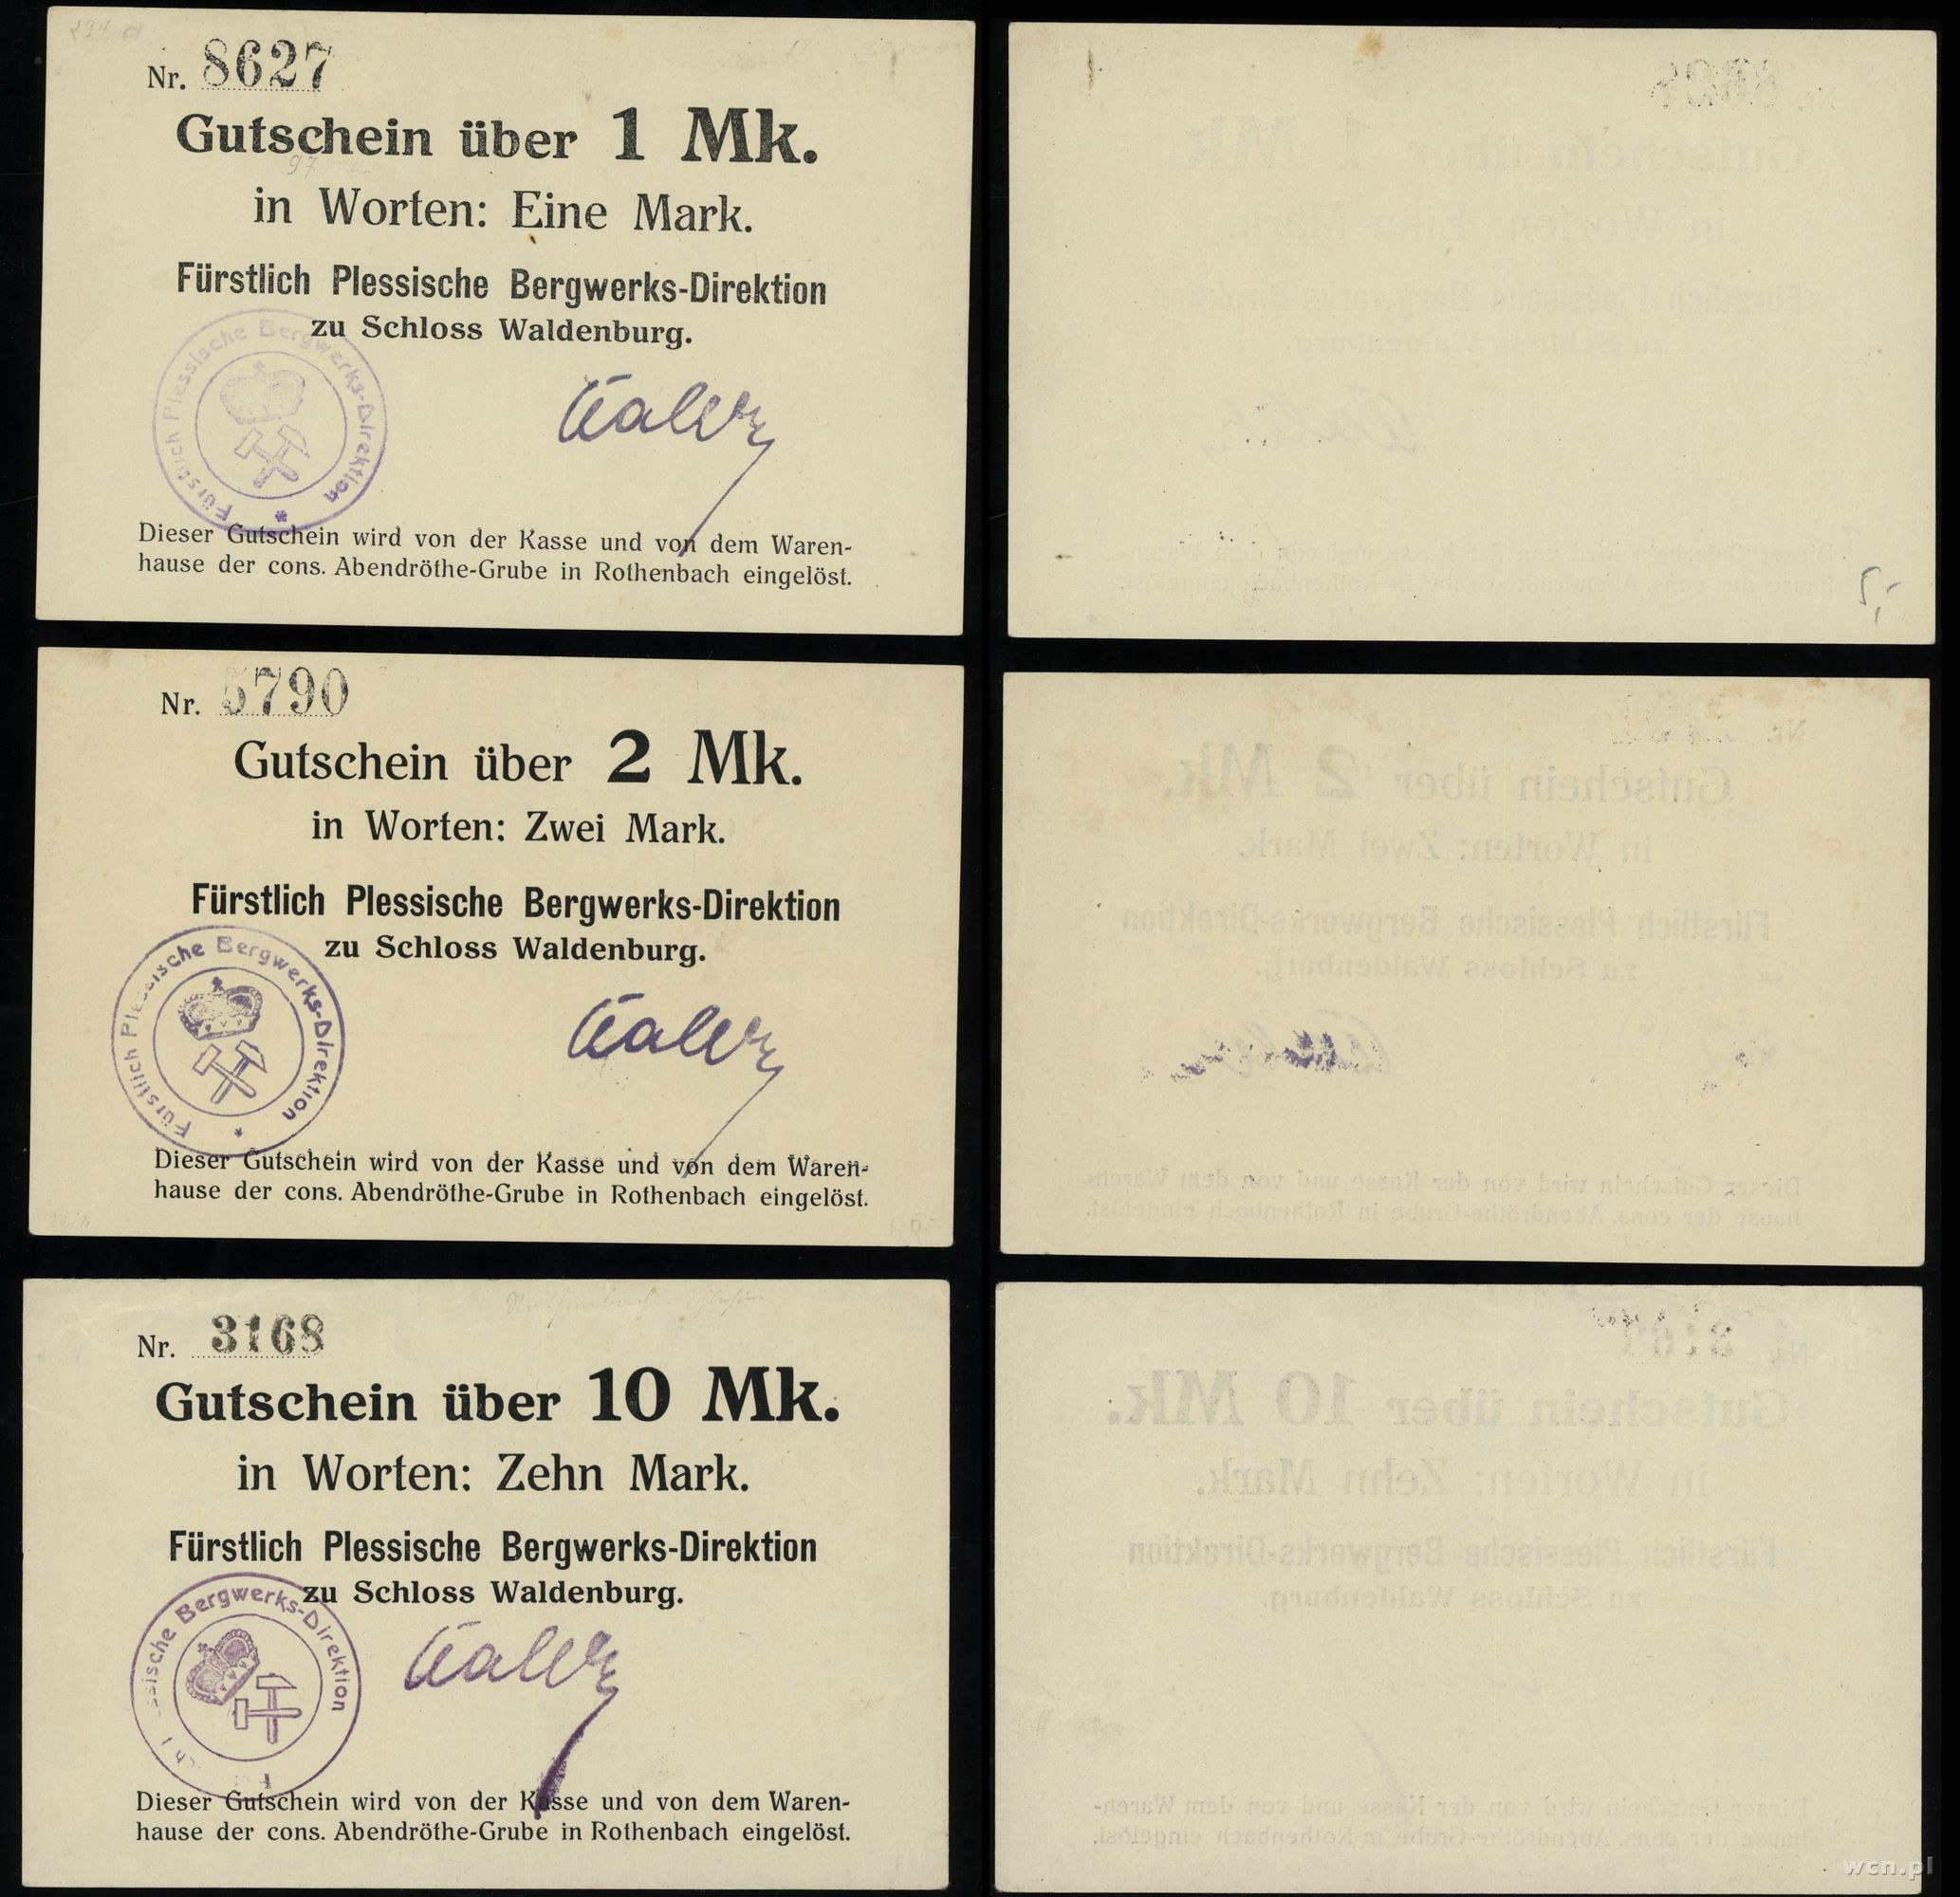 Nr. 8627
Gutschein über 1 Mk.
in Worten: Eine Mark.
Fürstlich Plessische Bergwerks-Direktion
zu Schloss Waldenburg.
Fürstlich Plessische Bergwerks-Direktion *
Dieser Gutschein wird von der Kasse und von dem Waren-
hause der cons. Abendröthe-Grube in Rothenbach eingelöst.
Nr. 5790
Gutschein über 2 Mk.
in Worten: Zwei Mark.
Fürstlich Plessische Bergwerks-Direktion
zu Schloss Waldenburg.
Fürstlich Plessische Bergwerks-Direktion *
Dieser Gutschein wird von der Kasse und von dem Waren-
hause der cons. Abendröthe-Grube in Rothenbach eingelöst.
Nr. 3168
Gutschein über 10 Mk.
in Worten: Zehn Mark.
Fürstlich Plessische Bergwerks-Direktion
zu Schloss Waldenburg.
Bergwerks-Direktion
Dieser Gutschein wird von der Kasse und von dem Waren-
hause der cons. Abendröthe-Grube in Rothenbach eingelöst.
5,-
wcn.pl